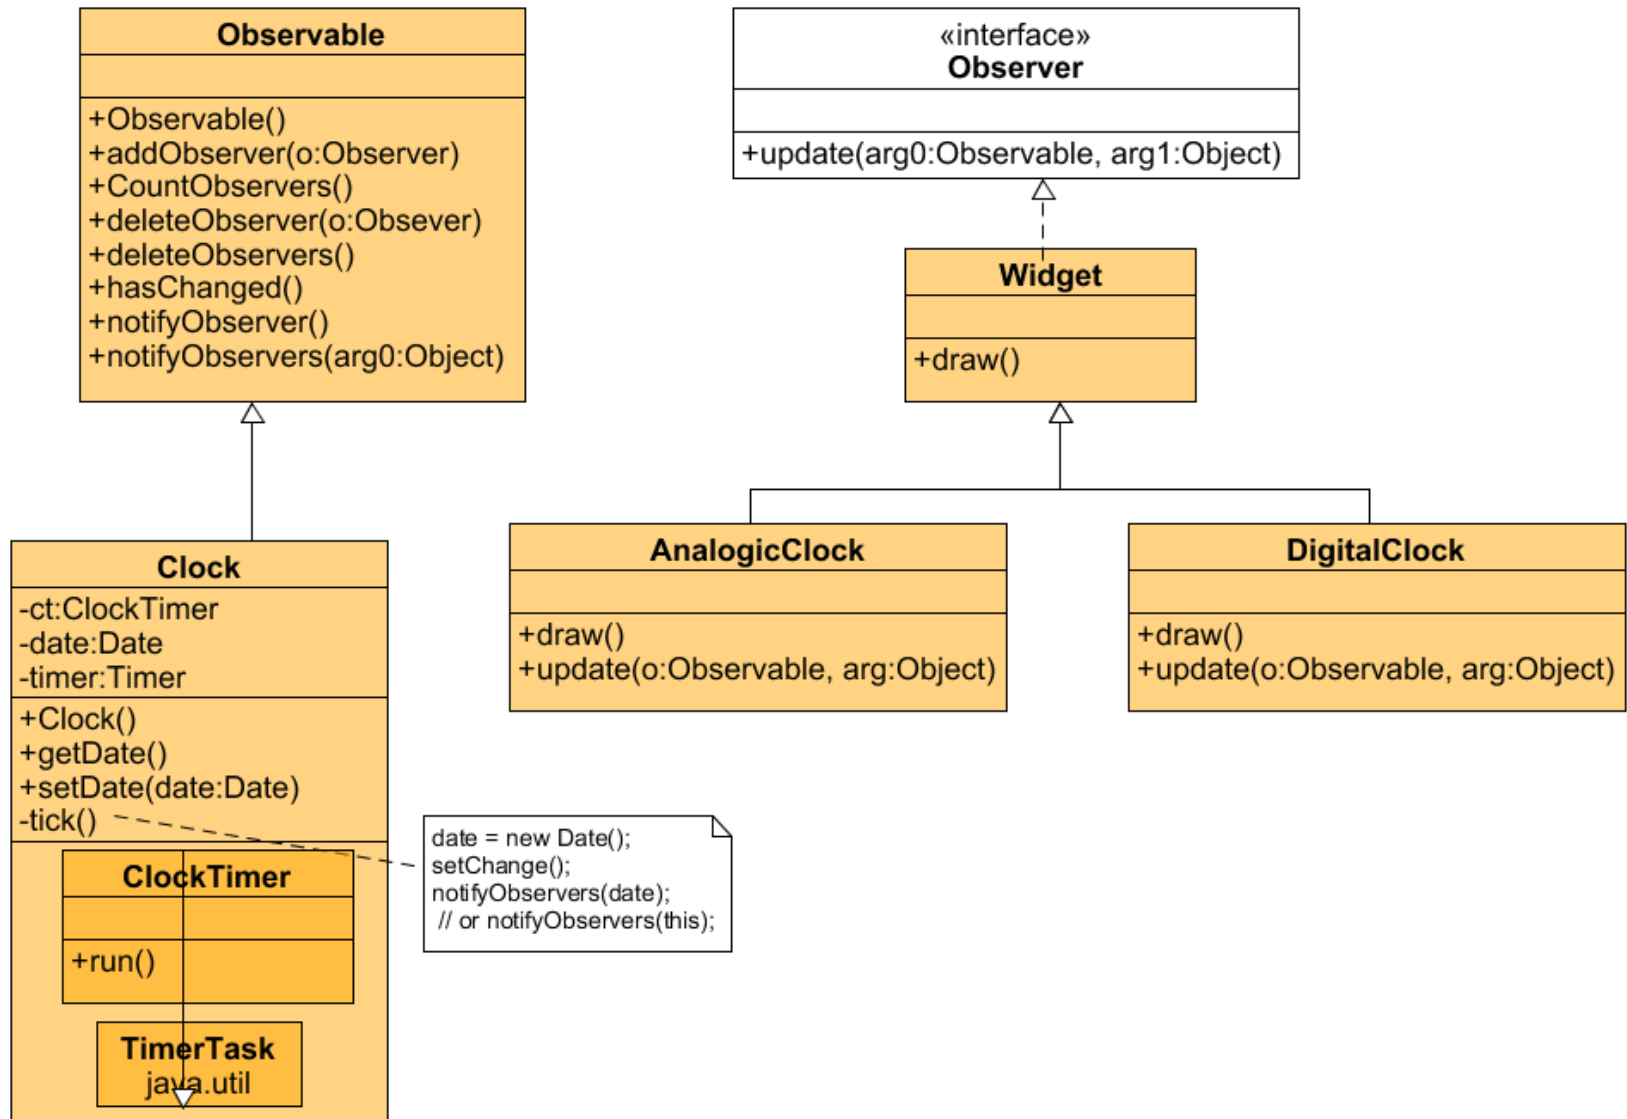 Observable
+Observable()
+addObserver(o:Observer)
+CountObservers()
+deleteObserver(o:Obsever)
+deleteObservers()
+hasChanged()
+notifyObserver()
+notifyObservers(arg0:Object)
«interface»
Observer
+update(arg0:Observable, arg1:Object)
Widget
+draw()
Clock
-ct:ClockTimer
-date:Date
-timer:Timer
+Clock()
+getDate()
+setDate(date:Date)
-tick()
ClockTimer
+run()
TimerTask
java.util
date = new Date();
setChange();
notifyObservers(date);
// or notifyObservers(this);
AnalogicClock
+draw()
+update(o:Observable, arg:Object)
DigitalClock
+draw()
+update(o:Observable, arg:Object)